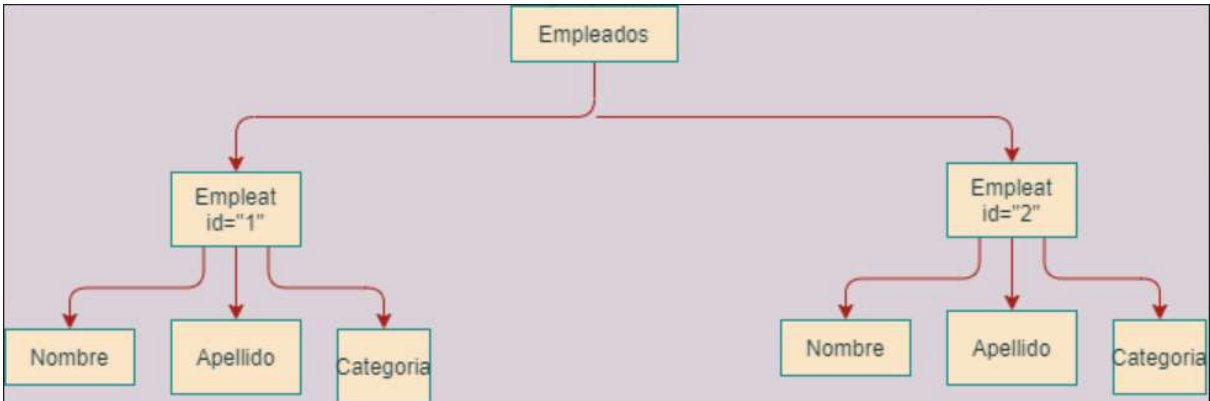 Empleados
Empleat
id="1"
Empleat
id="2"
Nombre
Apellido
Categoria
Nombre
Apellido
Categoria